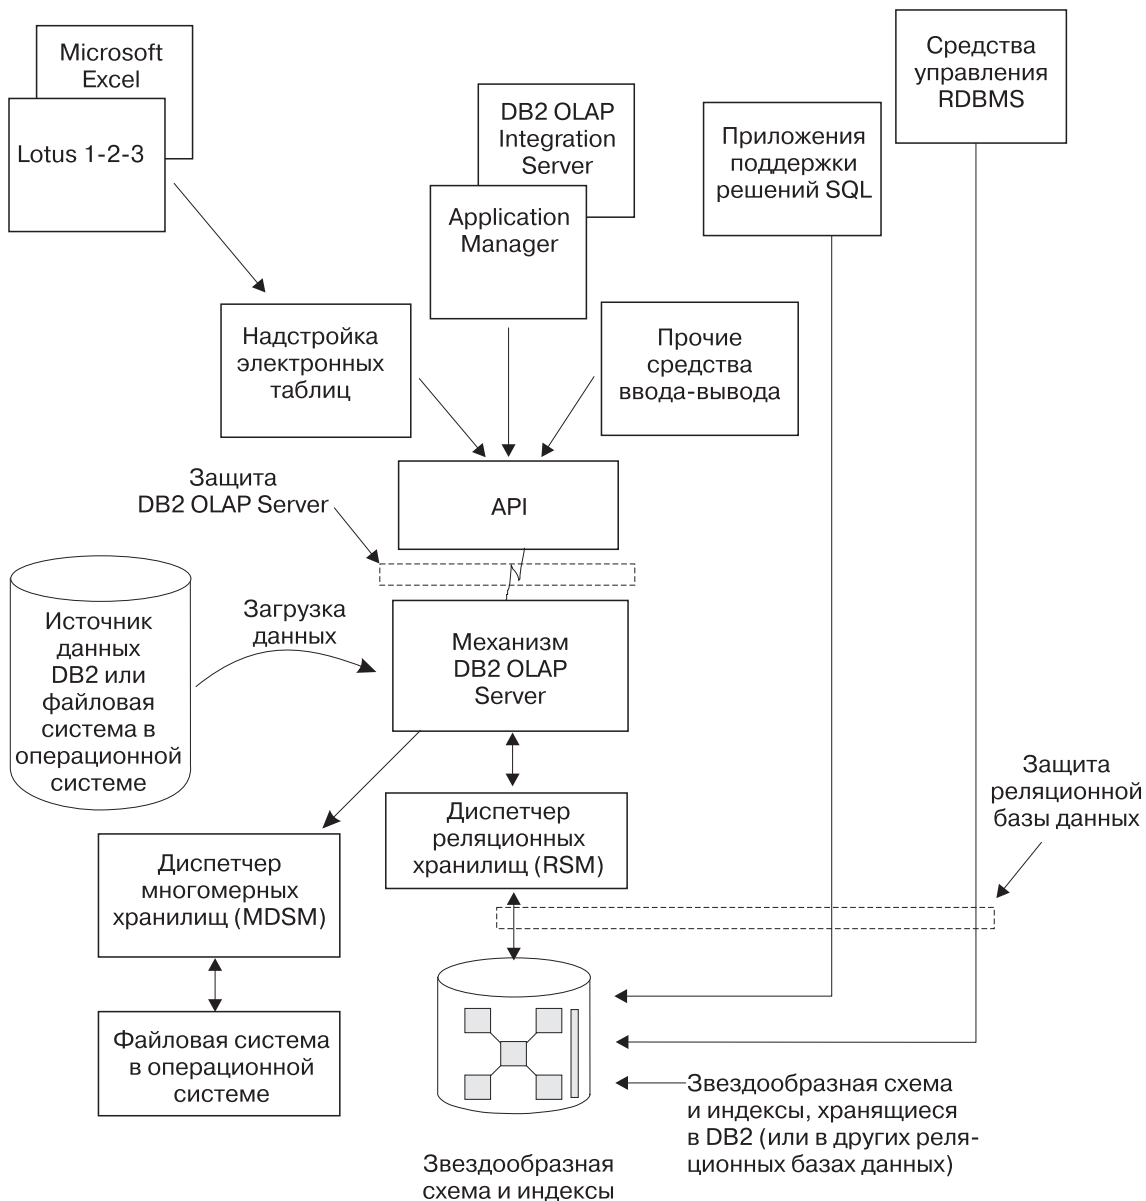 Microsoft
Excel
Lotus 1-2-3
DB2 OLAP
Integration
Server
Application
Manager
Приложения
поддержки
решений SQL
Средства
управления
RDBMS
Надстройка
электронных
таблиц
Прочие
средства
ввода-вывода
Защита
DB2 OLAP Server
API
Источник
данных
DB2 или
файловая
система в
операционной
системе
Загрузка
данных
Механизм
DB2 OLAP
Server
Защита
реляционной
базы данных
Диспетчер
реляционных
хранилищ (RSM)
Диспетчер
многомерных
хранилищ (MDSM)
Файловая система
в операционной
системе
Звездообразная схема
и индексы, хранящиеся
в DB2 (или в других реля-
ционных базах данных)
Звездообразная
схема и индексы